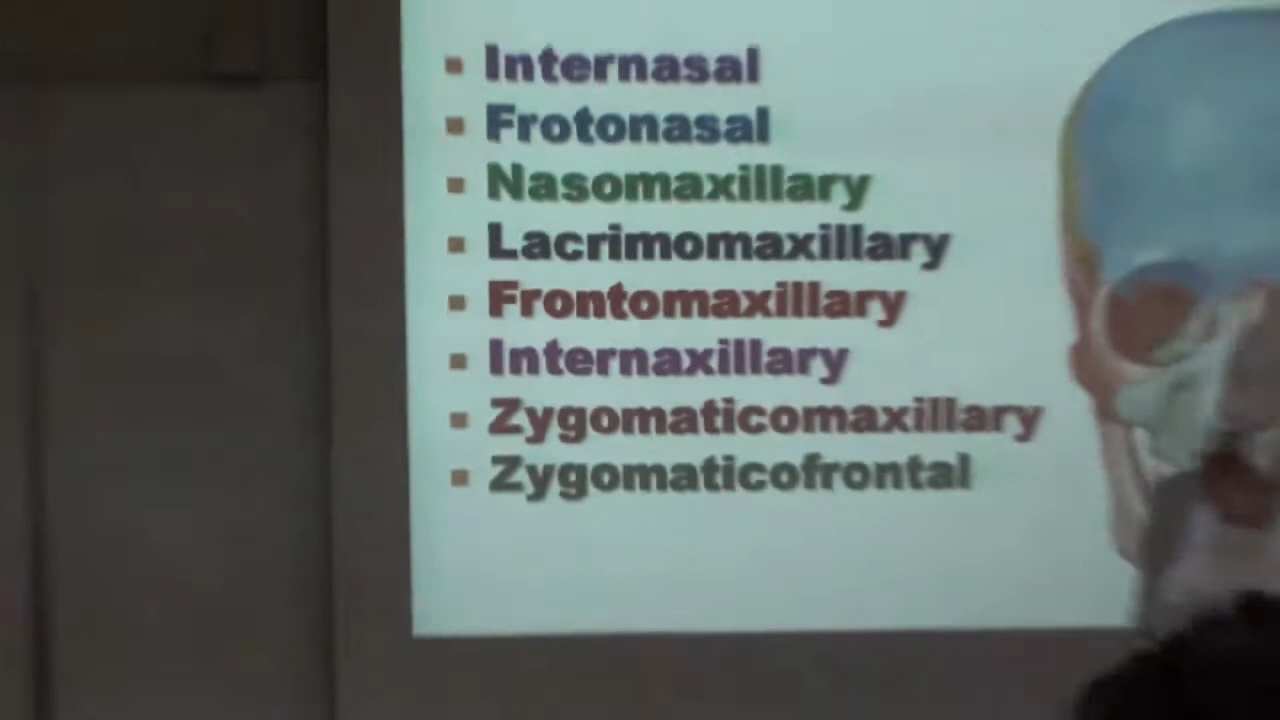 Internasal
Frotonasal
Nasomaxillary
Lacrimomaxillary
Frontomaxillary
Internaxillary
Zygomaticomaxillary
Zygomaticofrontal